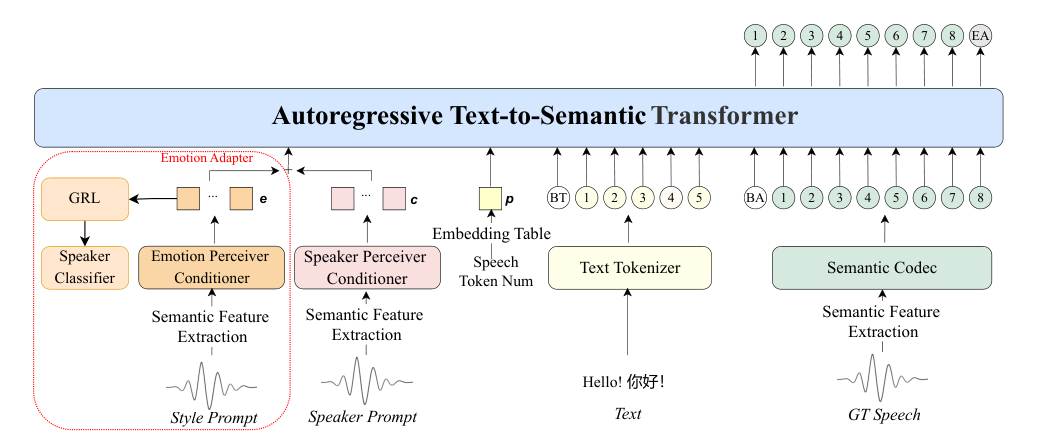 1 2 3 4 5 6 7 8 EA
Autoregressive Text-to-Semantic Transformer
Emotion Adapter
GRL
... e
... c
p
BT 1 2 3 4 5
BA 1 2 3 4 5 6 7 8
Embedding Table
Speaker
Classifier
Emotion Perceiver
Conditioner
Speaker Perceiver
Conditioner
Speech
Token Num
Text Tokenizer
Semantic Codec
Semantic Feature
Extraction
Semantic Feature
Extraction
Semantic Feature
Extraction
Hello! 你好!
Style Prompt
Speaker Prompt
Text
GT Speech